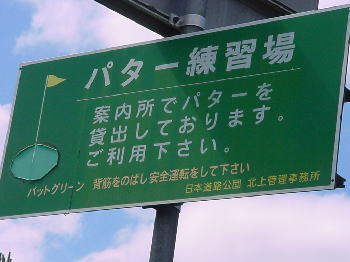 パター練習場
案内所でパターを
貸出しております。
ご利用下さい。
パットグリーン 背筋をのばし安全運転をして下さい
日本道路公団 北上管理事務所